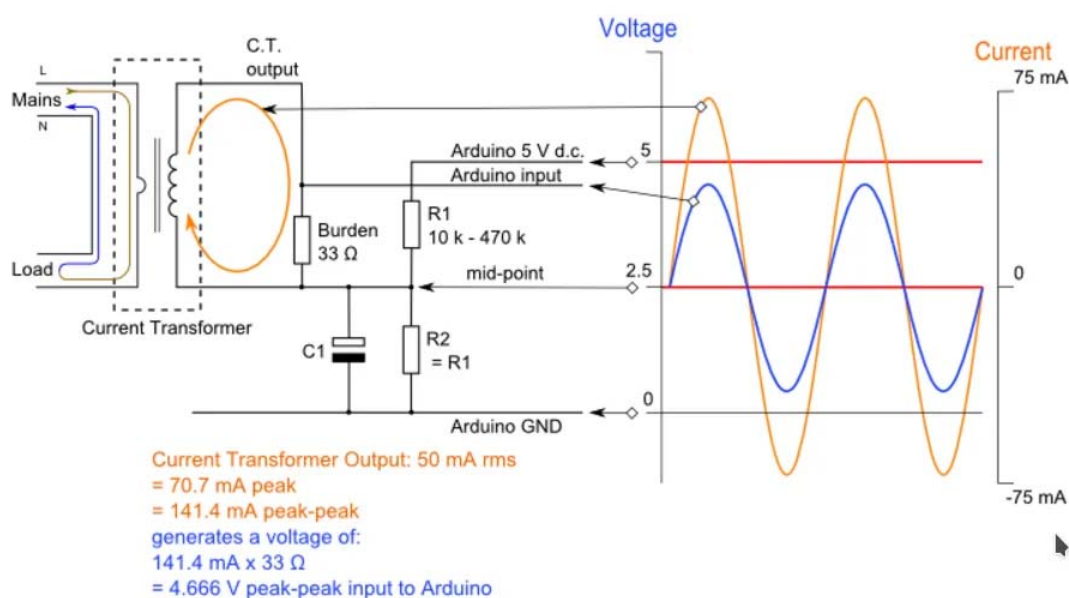 Voltage
Current
75 mA
C.T.
output
L
Mains
N
Arduino 5 V d.c.
5
Arduino input
R1
10 k - 470 k
Burden
33 Ω
mid-point
2.5
0
Load
Current Transformer
C1
R2
= R1
0
Arduino GND
-75 mA
Current Transformer Output: 50 mA rms
= 70.7 mA peak
= 141.4 mA peak-peak
generates a voltage of:
141.4 mA x 33 Ω
= 4.666 V peak-peak input to Arduino